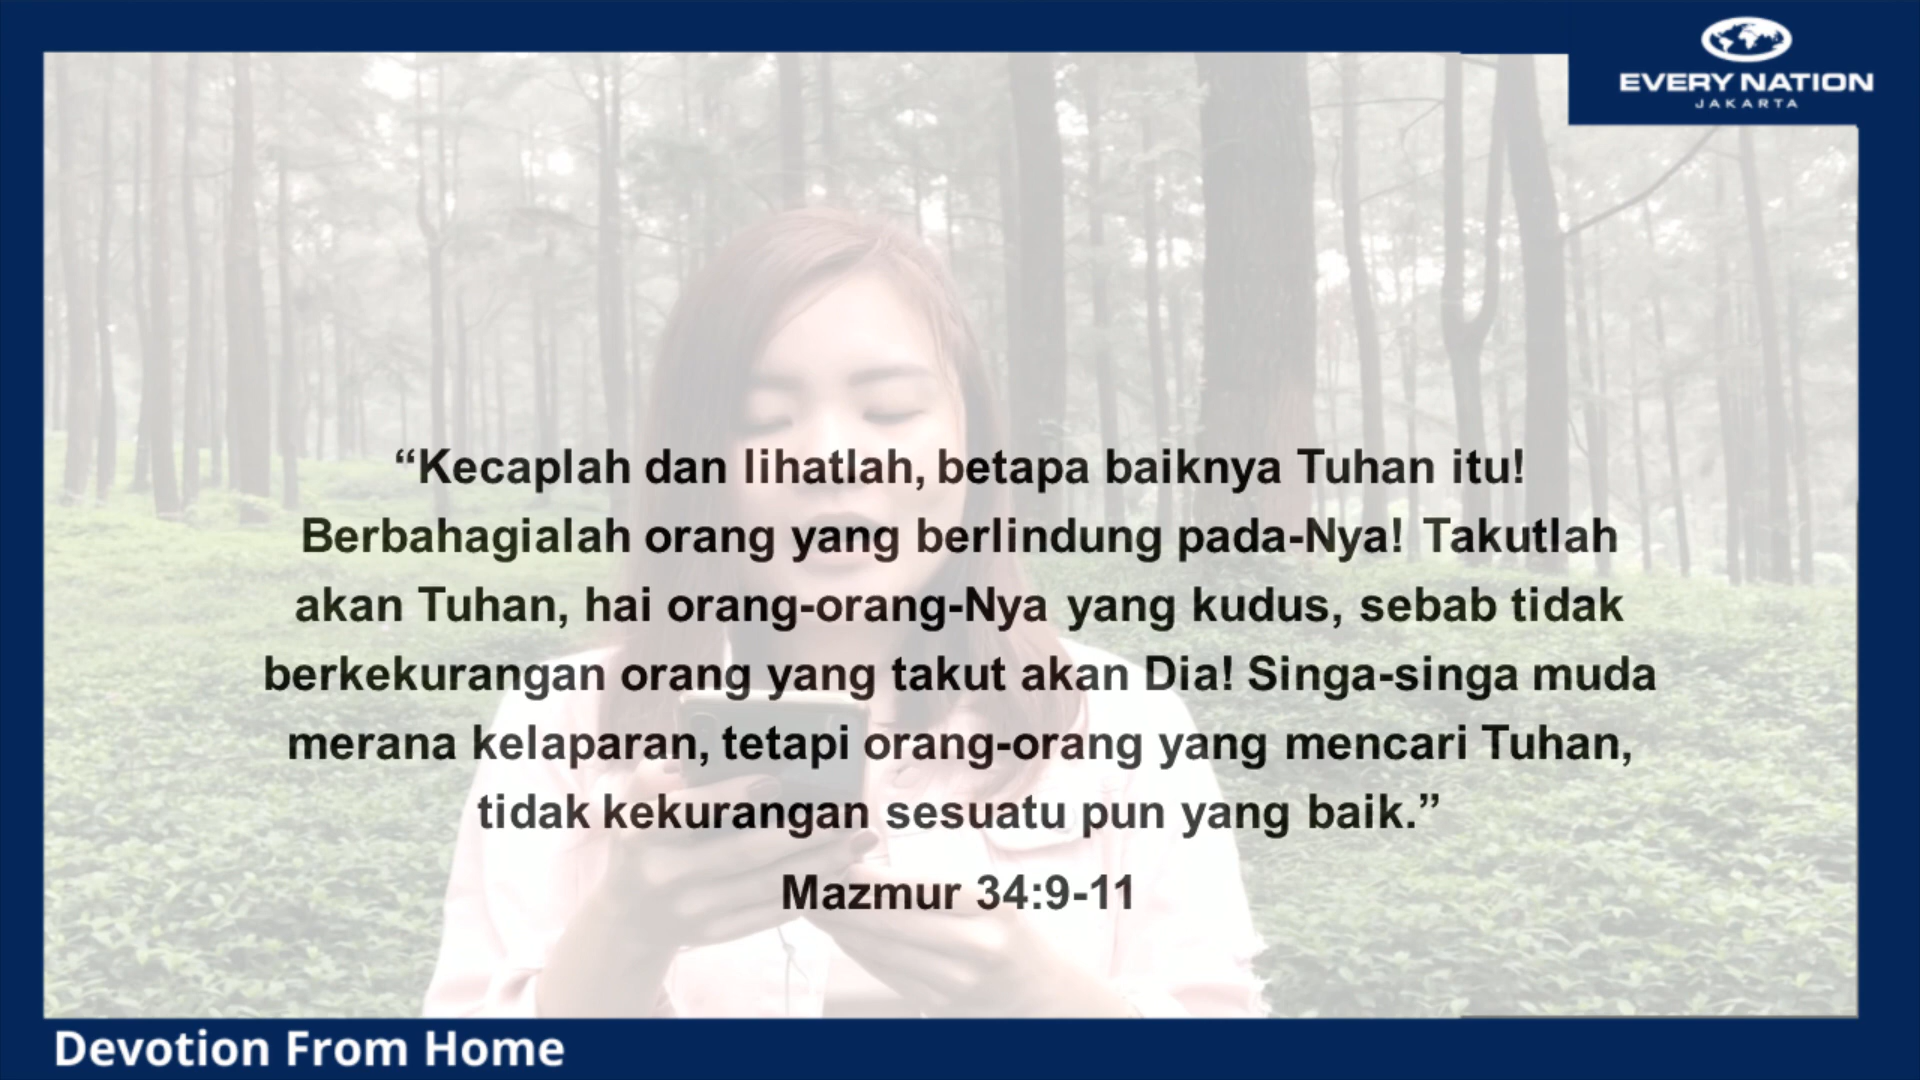 EVERY NATION
JAKARTA
“Kecaplah dan lihatlah, betapa baiknya Tuhan itu!
Berbahagialah orang yang berlindung pada-Nya! Takutlah
akan Tuhan, hai orang-orang-Nya yang kudus, sebab tidak
berkekurangan orang yang takut akan Dia! Singa-singa muda
merana kelaparan, tetapi orang-orang yang mencari Tuhan,
tidak kekurangan sesuatu pun yang baik.”
Mazmur 34:9-11
Devotion From Home